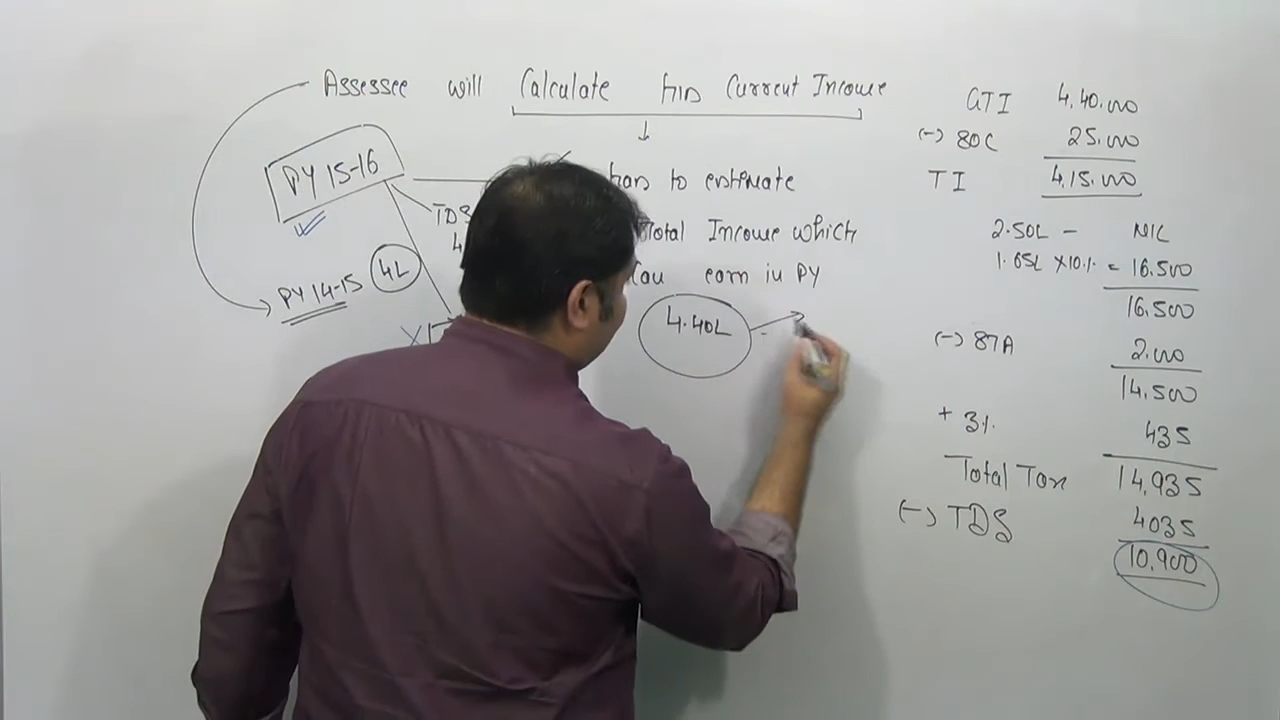 Assessee will Calculate his Current Income
PY 15-16
has to estimate
Total Income which
You earn in PY
TDS
4
4L
PY 14-15
4.40L
GTI 4.40.000
(-) 80C 25.000
TI 4.15.000
2.50L - NIL
1.65L X10% = 16.500
16,500
(-) 87A 2.000
14.500
+ 3% 435
Total Tax 14,935
(-) TDS 4035
10,900